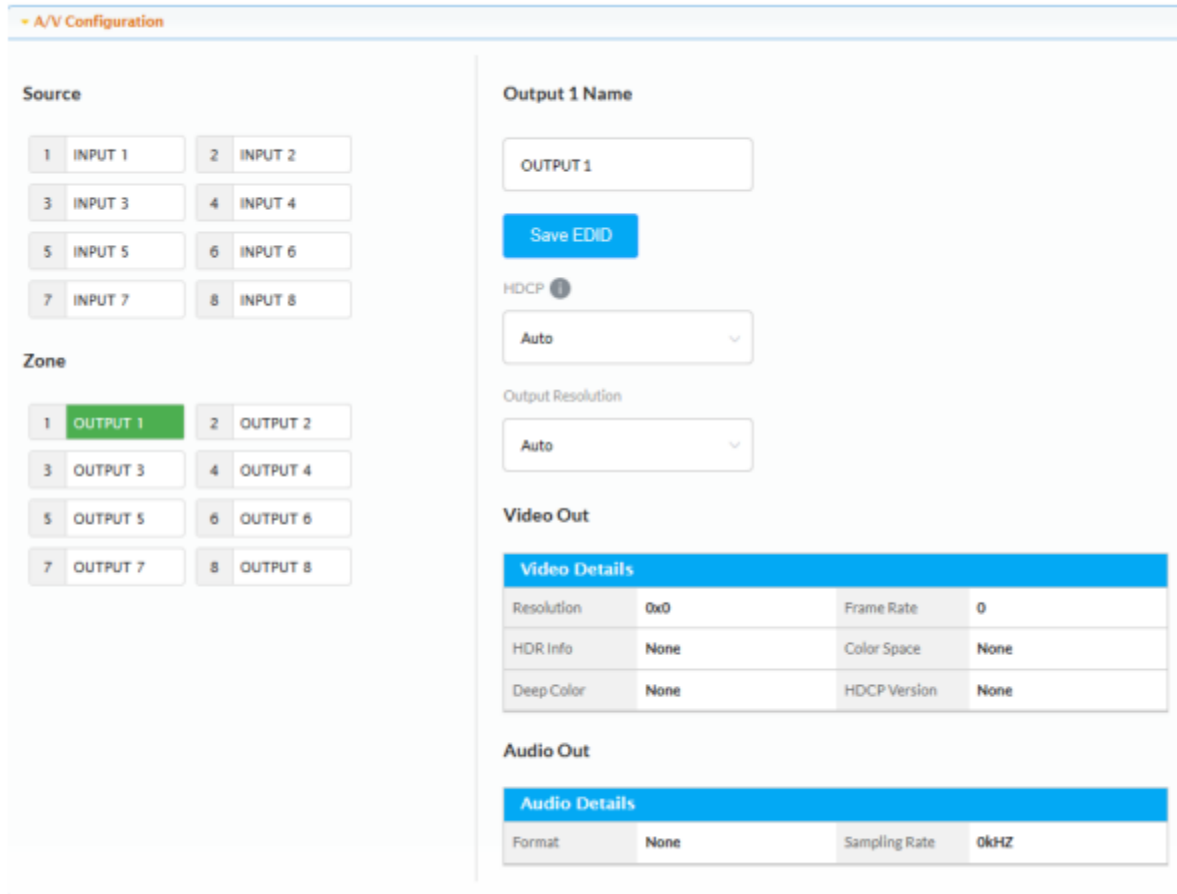 A/V Configuration
Source
1 INPUT 1 2 INPUT 2
3 INPUT 3 4 INPUT 4
5 INPUT 5 6 INPUT 6
7 INPUT 7 8 INPUT 8
Zone
1 OUTPUT 1 2 OUTPUT 2
3 OUTPUT 3 4 OUTPUT 4
5 OUTPUT 5 6 OUTPUT 6
7 OUTPUT 7 8 OUTPUT 8
Output 1 Name
OUTPUT 1
Save EDID
HDCP i
Auto
Output Resolution
Auto
Video Out
Video Details
Resolution 0x0 Frame Rate 0
HDR Info None Color Space None
Deep Color None HDCP Version None
Audio Out
Audio Details
Format None Sampling Rate 0kHZ